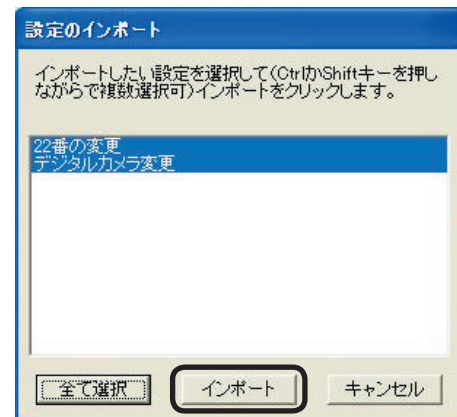 設定のインポート
インポートしたい設定を選択して(CtrlかShiftキーを押し
ながらで複数選択可)インポートをクリックします。
22番の変更
デジタルカメラ変更
全て選択 インポート キャンセル